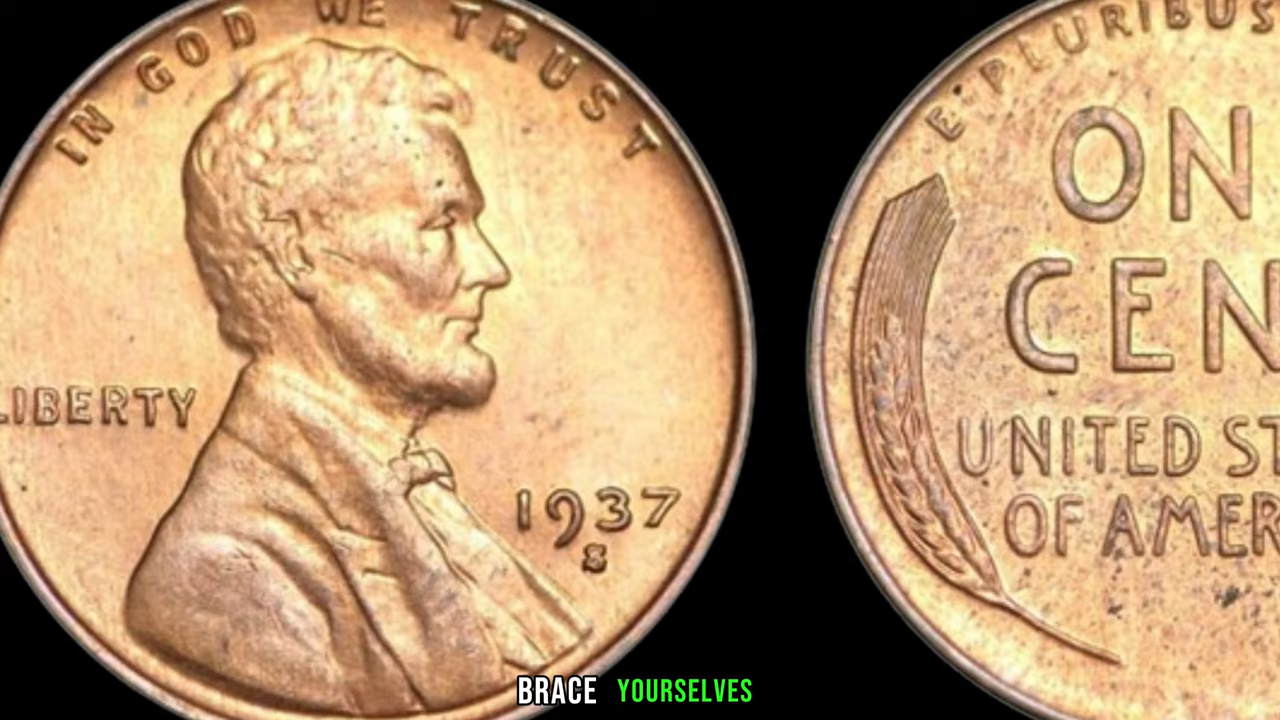 IN GOD WE TRUST
LIBERTY
1937
S
E·PLURIBUS
ON
CEN
UNITED ST
OF AMER
BRACE YOURSELVES